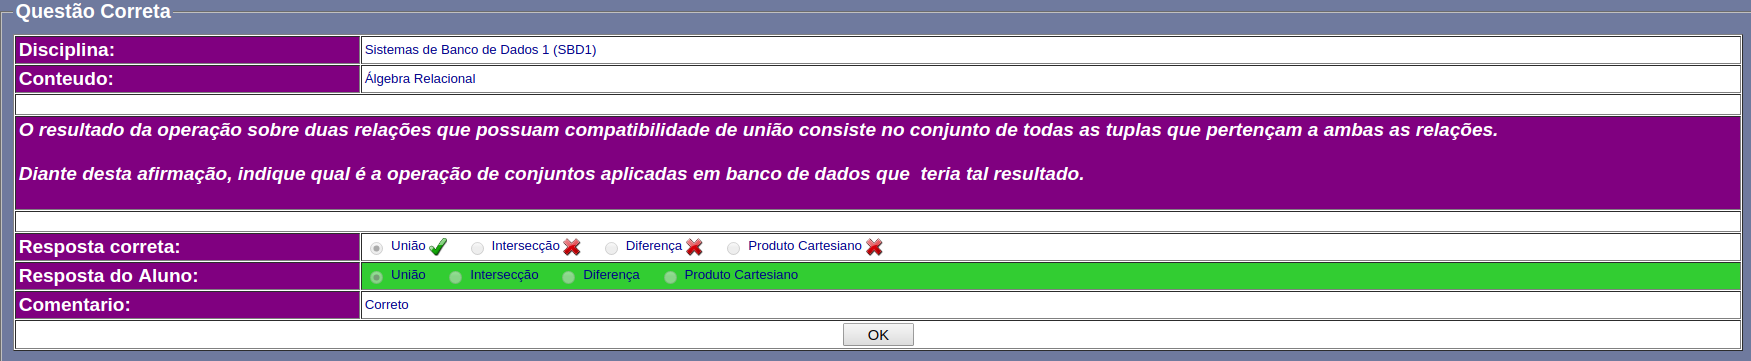 Questão Correta
Disciplina: Sistemas de Banco de Dados 1 (SBD1)
Conteudo: Álgebra Relacional
O resultado da operação sobre duas relações que possuam compatibilidade de união consiste no conjunto de todas as tuplas que pertençam a ambas as relações.
Diante desta afirmação, indique qual é a operação de conjuntos aplicadas em banco de dados que teria tal resultado.
Resposta correta: União Intersecção Diferença Produto Cartesiano
Resposta do Aluno: União Intersecção Diferença Produto Cartesiano
Comentario: Correto
OK